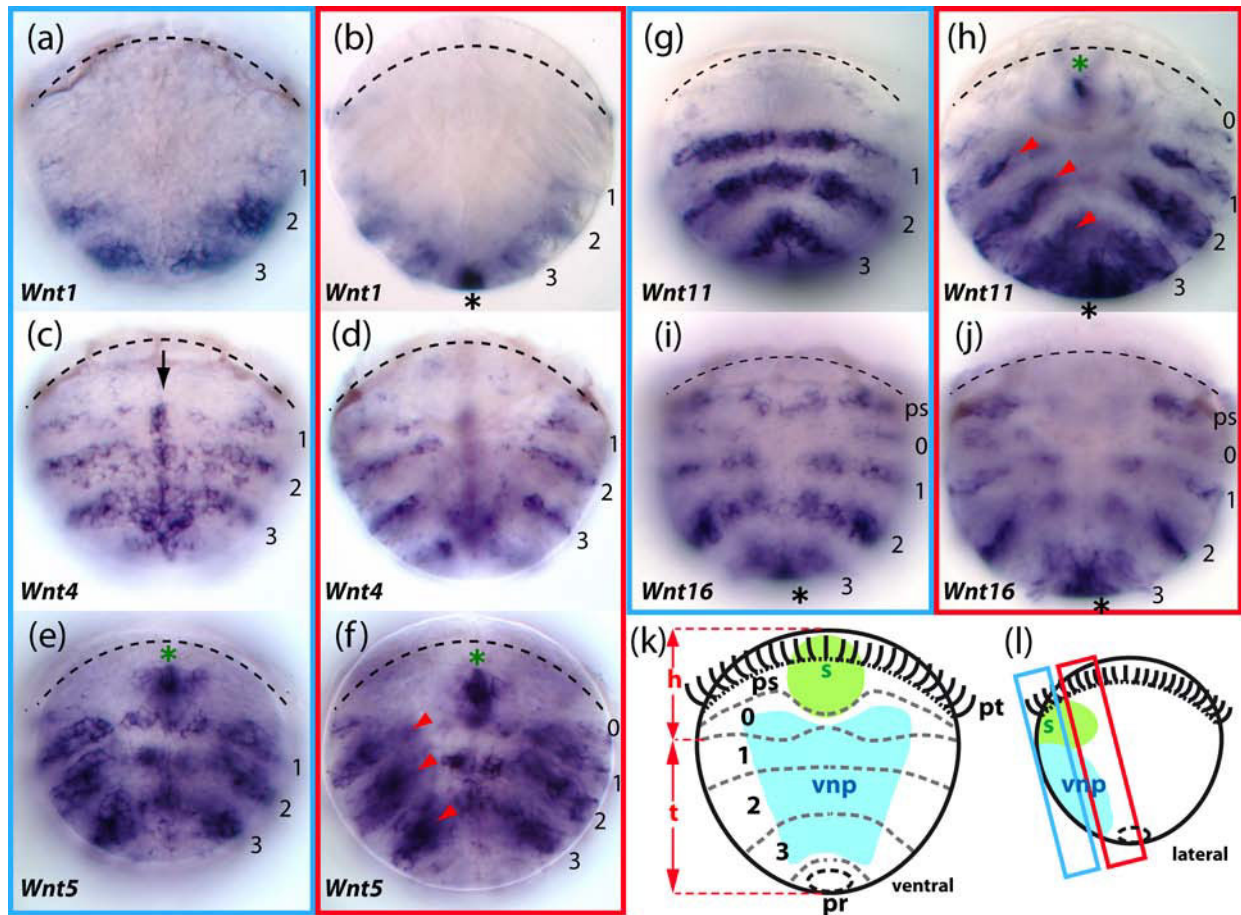 (a)
1
2
3
Wnt1
(b)
1
2
3
Wnt1
*
(c)
1
2
3
Wnt4
(d)
1
2
3
Wnt4
(e)
*
0
1
2
3
Wnt5
(f)
*
0
1
2
3
Wnt5
(g)
1
2
3
Wnt11
(h)
*
0
1
2
3
Wnt11
*
(i)
ps
0
1
2
3
Wnt16
*
(j)
ps
0
1
2
3
Wnt16
*
(k)
h
s
ps
pt
0
1
vnp
t
2
3
ventral
pr
(l)
s
vnp
lateral